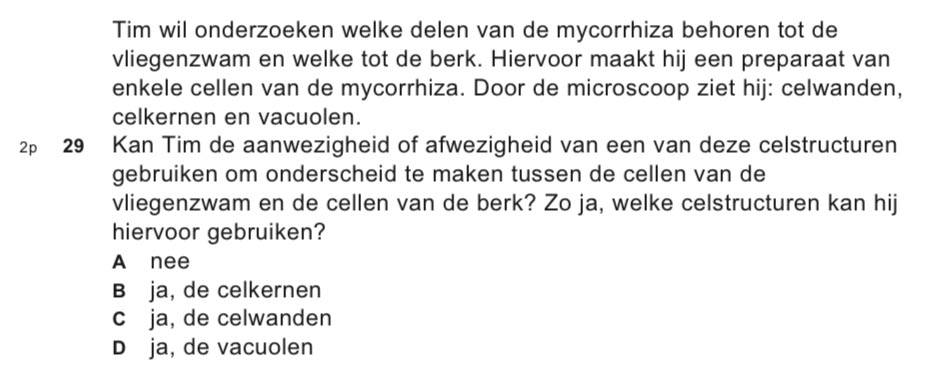 Tim wil onderzoeken welke delen van de mycorrhiza behoren tot de
vliegenzwam en welke tot de berk. Hiervoor maakt hij een preparaat van
enkele cellen van de mycorrhiza. Door de microscoop ziet hij: celwanden,
celkernen en vacuolen.
2p 29 Kan Tim de aanwezigheid of afwezigheid van een van deze celstructuren
gebruiken om onderscheid te maken tussen de cellen van de
vliegenzwam en de cellen van de berk? Zo ja, welke celstructuren kan hij
hiervoor gebruiken?
A nee
B ja, de celkernen
C ja, de celwanden
D ja, de vacuolen